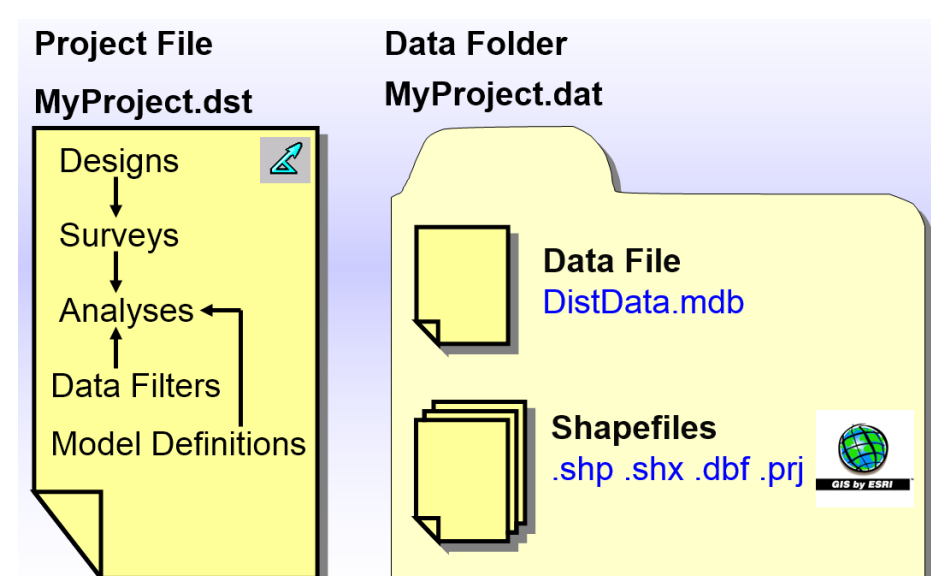 Project File
MyProject.dst
Designs
Surveys
Analyses
Data Filters
Model Definitions
Data Folder
MyProject.dat
Data File
DistData.mdb
Shapefiles
.shp .shx .dbf .prj
GIS by ESRI